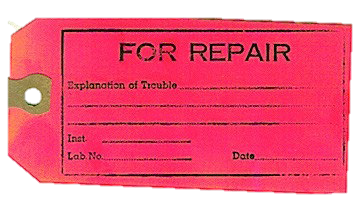 FOR REPAIR
Explanation of Trouble
Inst.
Lab No. Date